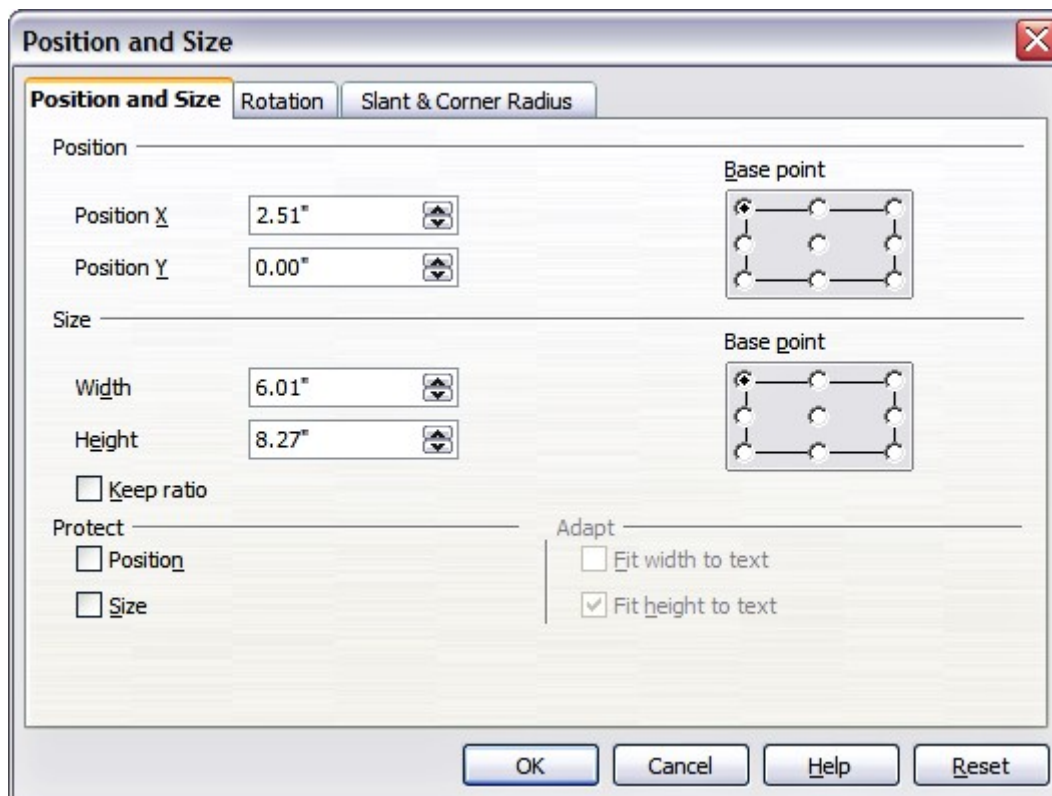 Position and Size
Position and Size Rotation Slant & Corner Radius
Position
Base point
Position X 2.51"
Position Y 0.00"
Size
Base point
Width 6.01"
Height 8.27"
Keep ratio
Protect Adapt
Position Fit width to text
Size Fit height to text
OK Cancel Help Reset